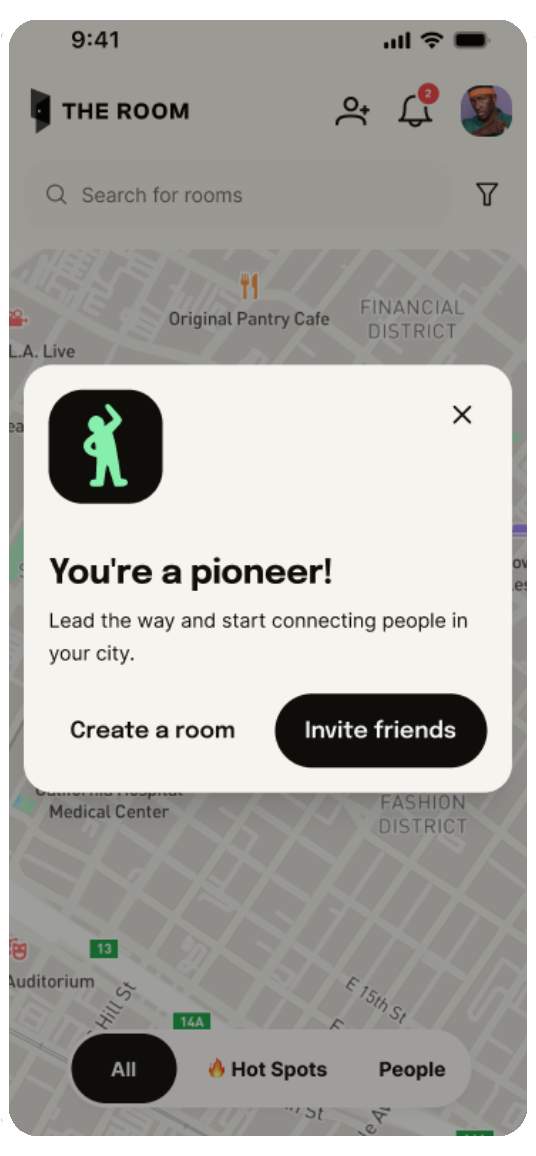 9:41
THE ROOM
2
Search for rooms
Original Pantry Cafe
FINANCIAL
DISTRICT
L.A. Live
You're a pioneer!
Lead the way and start connecting people in
your city.
Create a room
Invite friends
California Hospital
Medical Center
FASHION
DISTRICT
13
Auditorium
Hill St
E 15th St
14A
All
Hot Spots
People